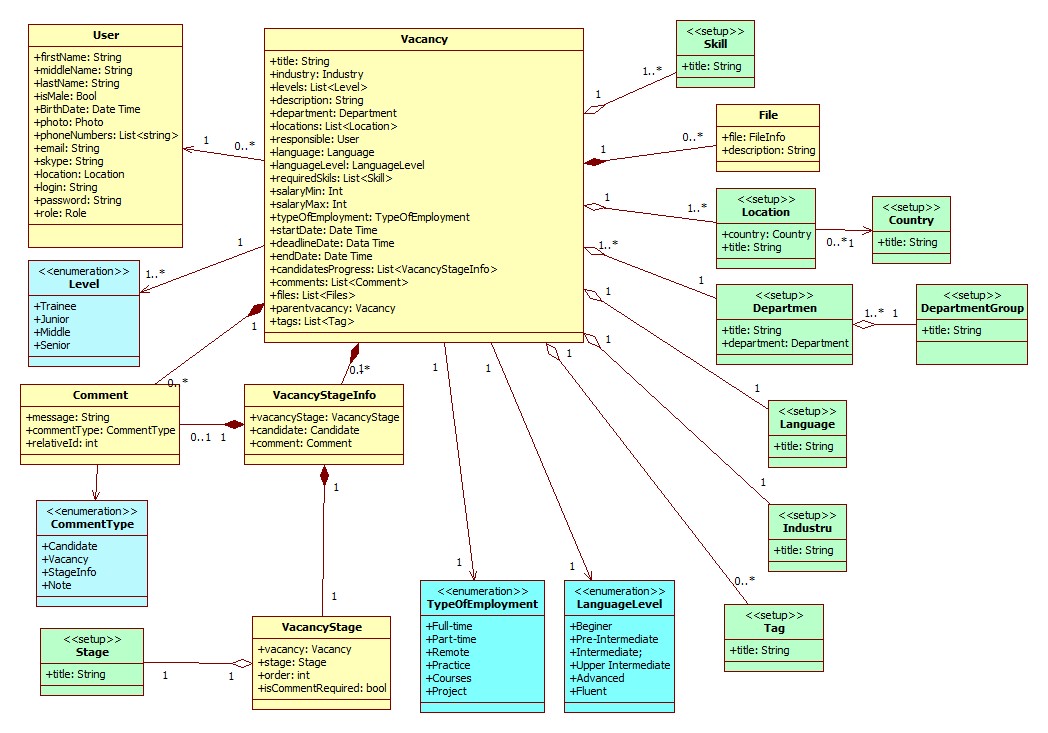 User
+firstName: String
+middleName: String
+lastName: String
+isMale: Bool
+BirthDate: Date Time
+photo: Photo
+phoneNumbers: List<string>
+email: String
+skype: String
+location: Location
+login: String
+password: String
+role: Role
1
0..*
Vacancy
+title: String
+industry: Industry
+levels: List<Level>
+description: String
+department: Department
+locations: List<Location>
+responsible: User
+language: Language
+languageLevel: LanguageLevel
+requiredSkils: List<Skill>
+salaryMin: Int
+salaryMax: Int
+typeOfEmployment: TypeOfEmployment
+startDate: Date Time
+deadlineDate: Data Time
+endDate: Date Time
+candidatesProgress: List<VacancyStageInfo>
+comments: List<Comment>
+files: List<Files>
+parentvacancy: Vacancy
+tags: List<Tag>
<<setup>>
Skill
+title: String
1..*
1
File
+file: FileInfo
+description: String
0..*
1
<<setup>>
Location
+country: Country
+title: String
1
1..*
<<setup>>
Country
+title: String
0..*
1
<<setup>>
Departmen
+title: String
+department: Department
1..*
1
<<setup>>
DepartmentGroup
+title: String
1..*
1
<<enumeration>>
Level
+Trainee
+Junior
+Middle
+Senior
1
1..*
Comment
+message: String
+commentType: CommentType
+relativeId: int
1
0..*
VacancyStageInfo
+vacancyStage: VacancyStage
+candidate: Candidate
+comment: Comment
0..*
1
0..1
1
<<setup>>
Language
+title: String
1
1
<<setup>>
Industru
+title: String
1
1
<<enumeration>>
CommentType
+Candidate
+Vacancy
+StageInfo
+Note
1
1
<<enumeration>>
TypeOfEmployment
+Full-time
+Part-time
+Remote
+Practice
+Courses
+Project
1
1
<<enumeration>>
LanguageLevel
+Beginer
+Pre-Intermediate
+Intermediate;
+Upper Intermediate
+Advanced
+Fluent
1
1
<<setup>>
Tag
+title: String
1
0..*
VacancyStage
+vacancy: Vacancy
+stage: Stage
+order: int
+isCommentRequired: bool
<<setup>>
Stage
+title: String
1
1